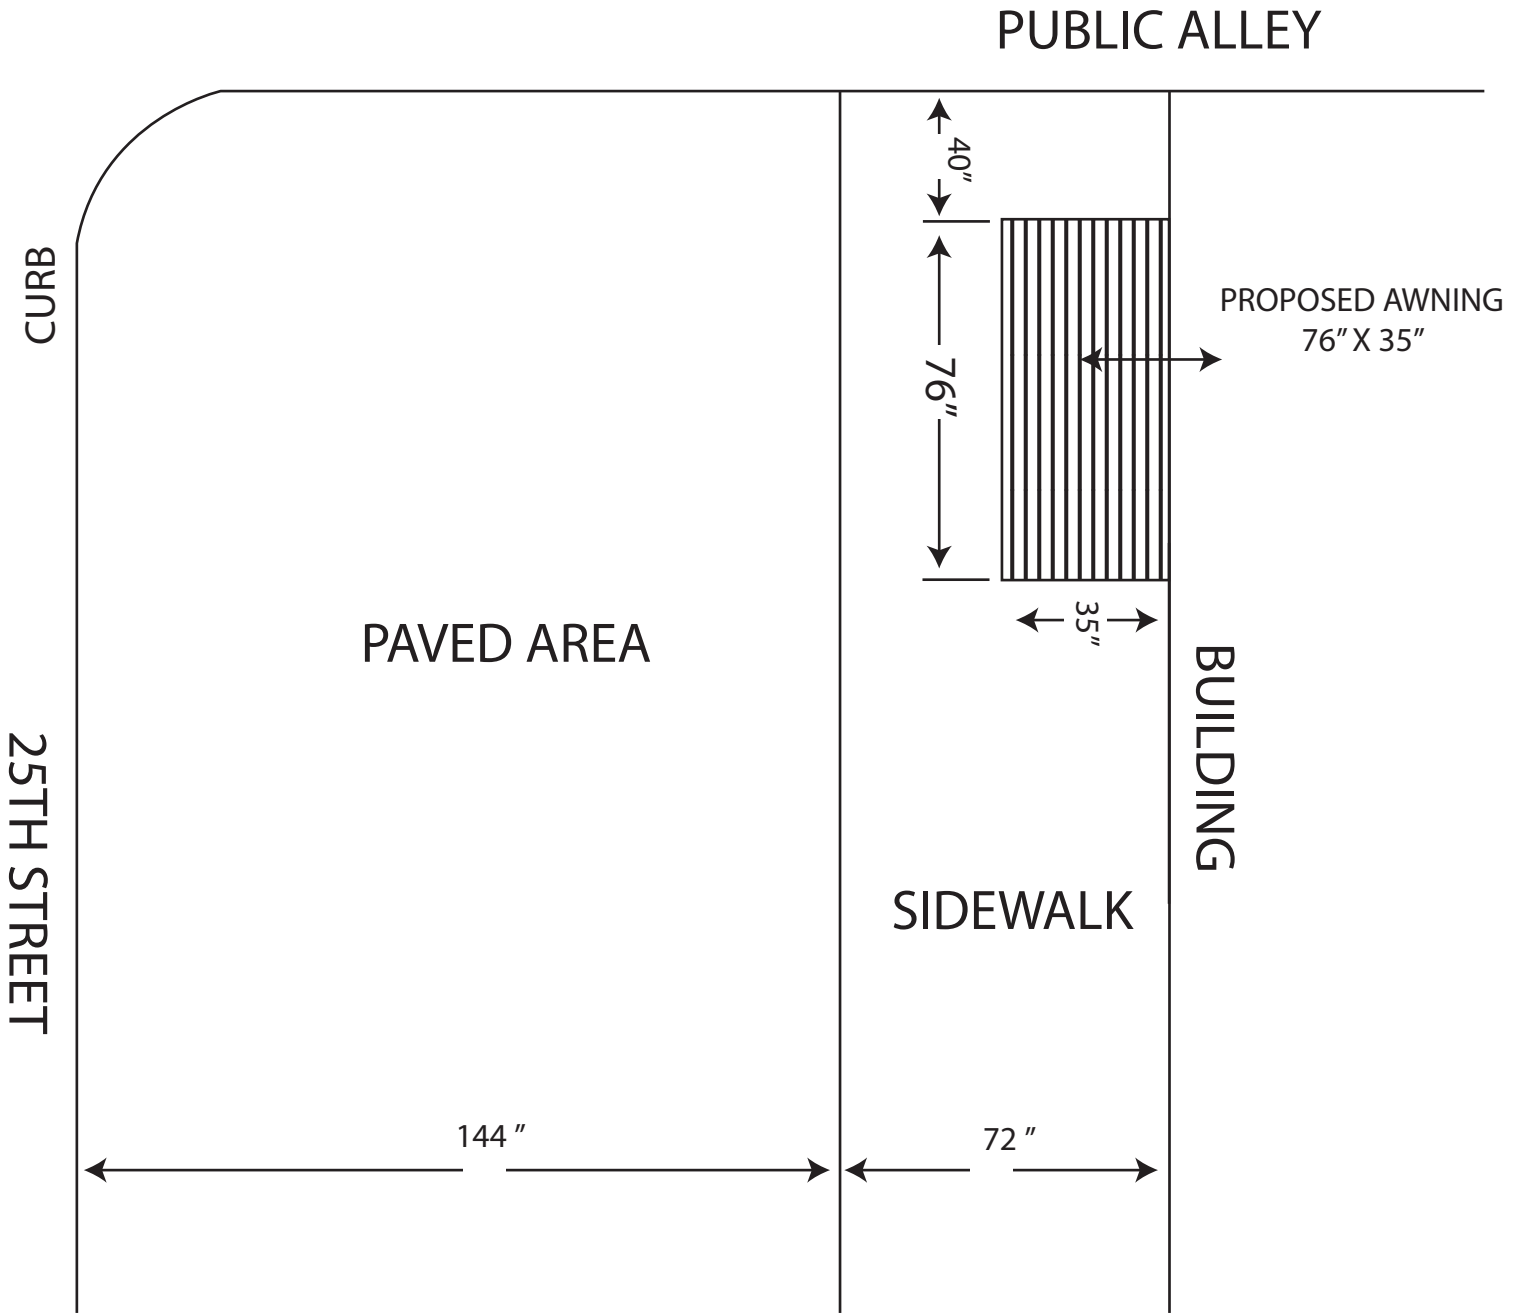 PUBLIC ALLEY
40”
CURB
PROPOSED AWNING
76” X 35”
76”
35”
PAVED AREA
BUILDING
25TH STREET
SIDEWALK
144 ”
72 ”